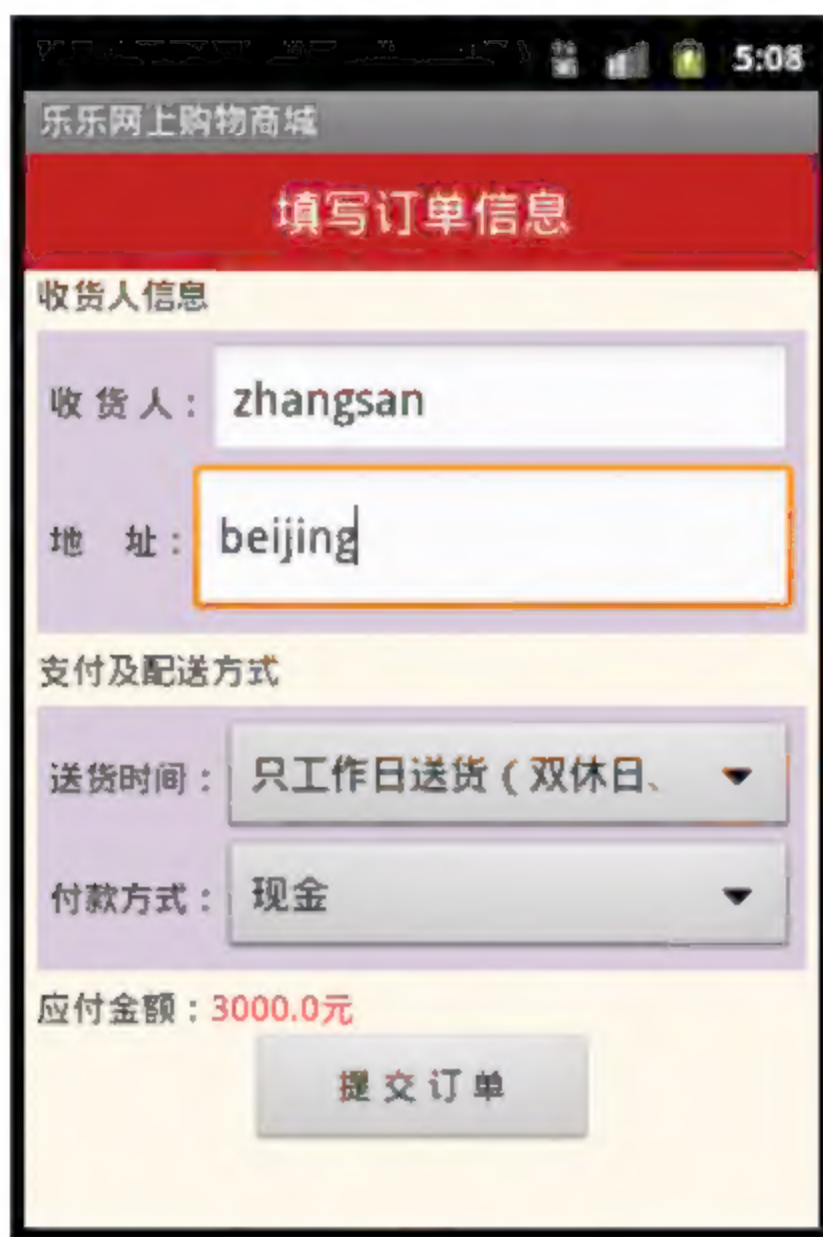 5:08
乐乐网上购物商城
填写订单信息
收货人信息
收 货 人： zhangsan
地 址： beijing
支付及配送方式
送货时间： 只工作日送货（双休日、
付款方式： 现金
应付金额：3000.0元
提 交 订 单